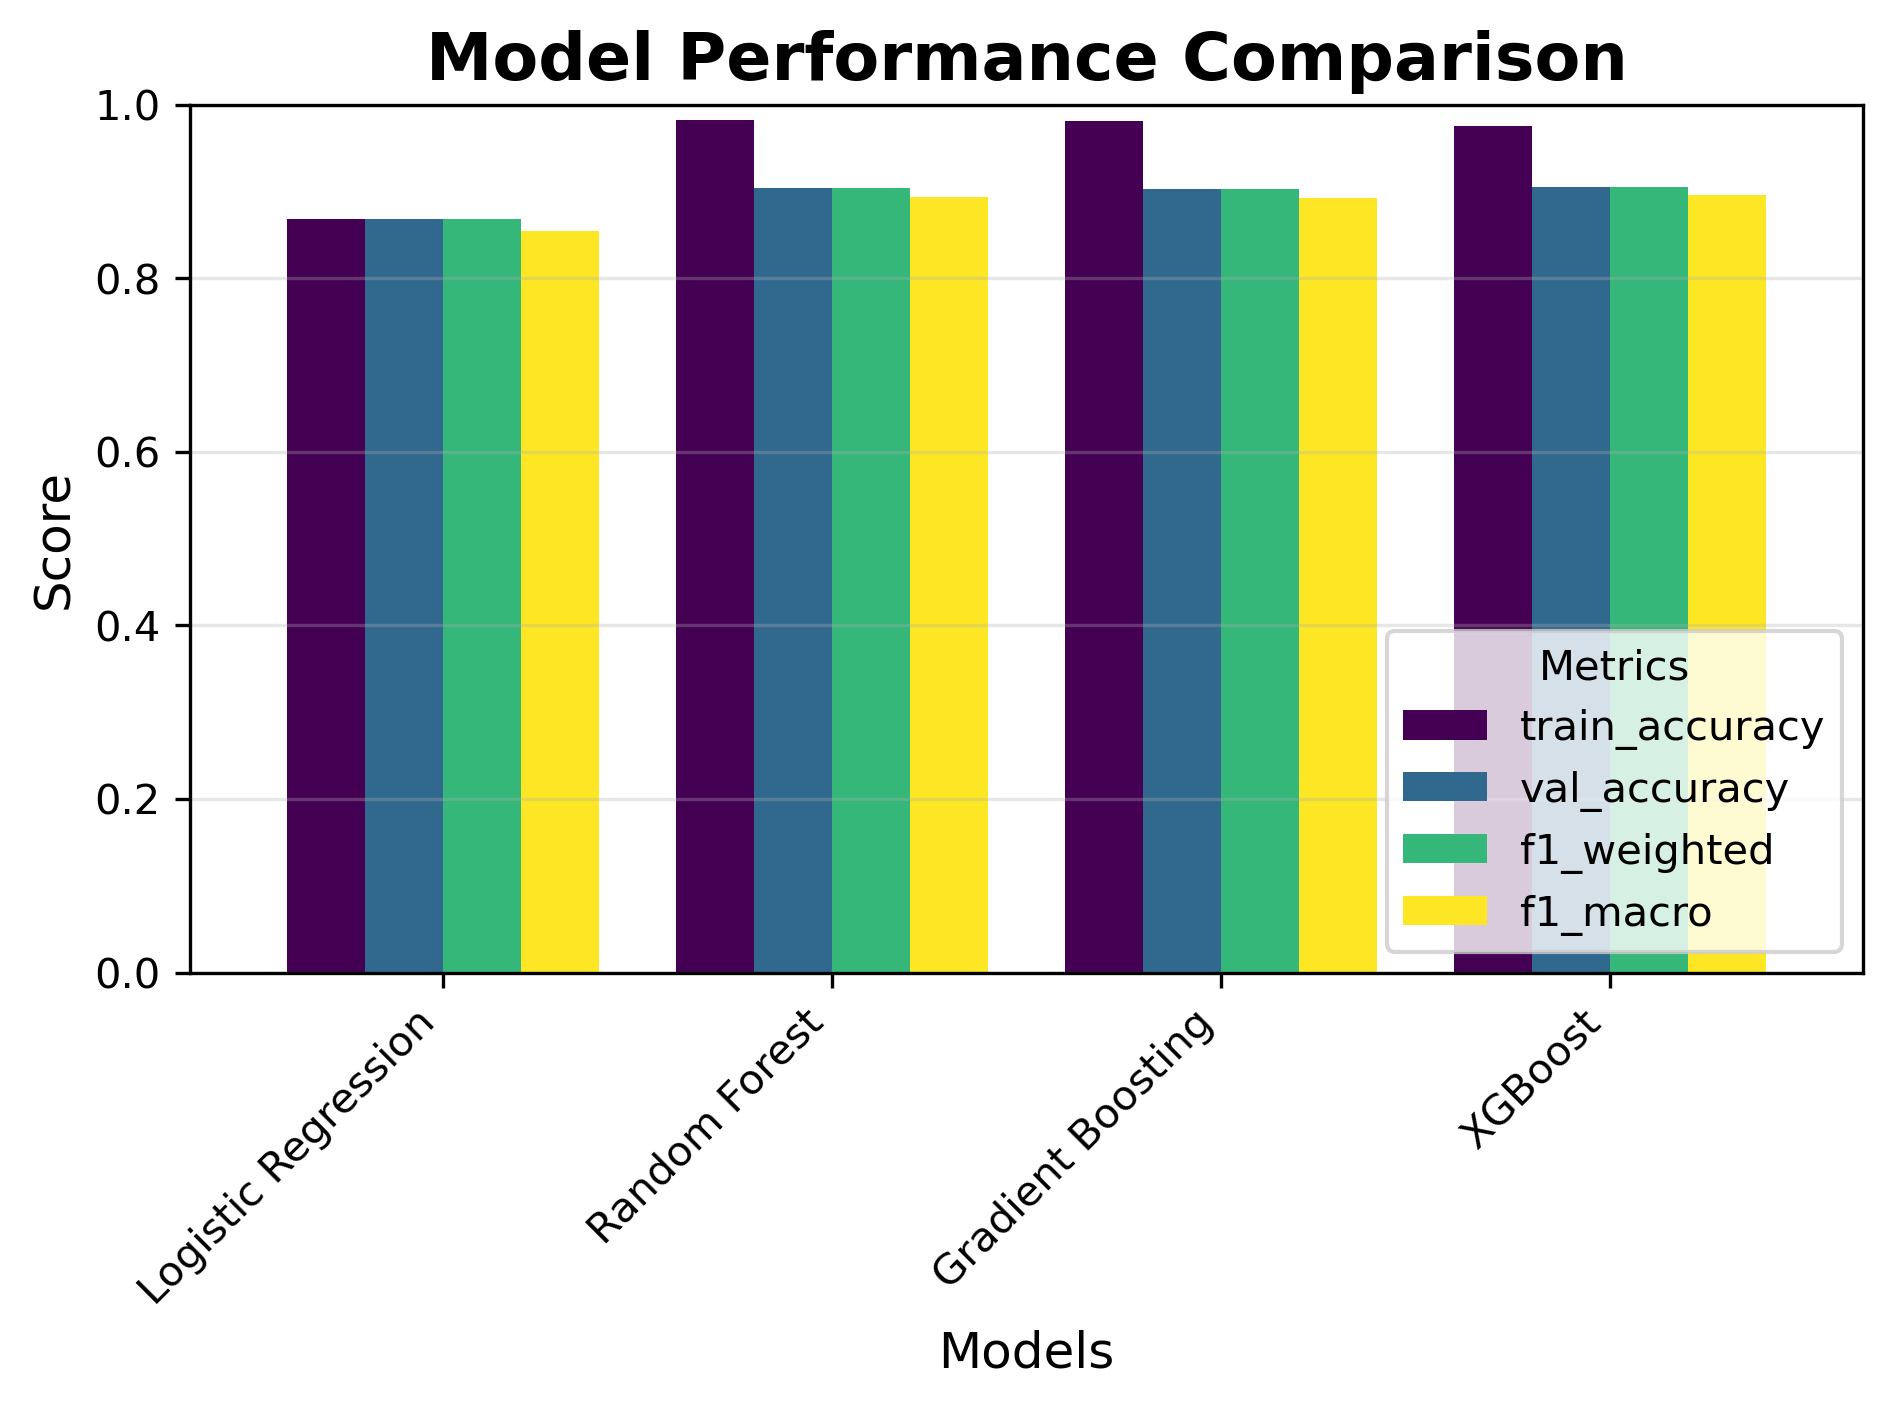 Model Performance Comparison
1.0
0.8
0.6
0.4
0.2
0.0
Score
Metrics
train_accuracy
val_accuracy
f1_weighted
f1_macro
Logistic Regression
Random Forest
Gradient Boosting
XGBoost
Models